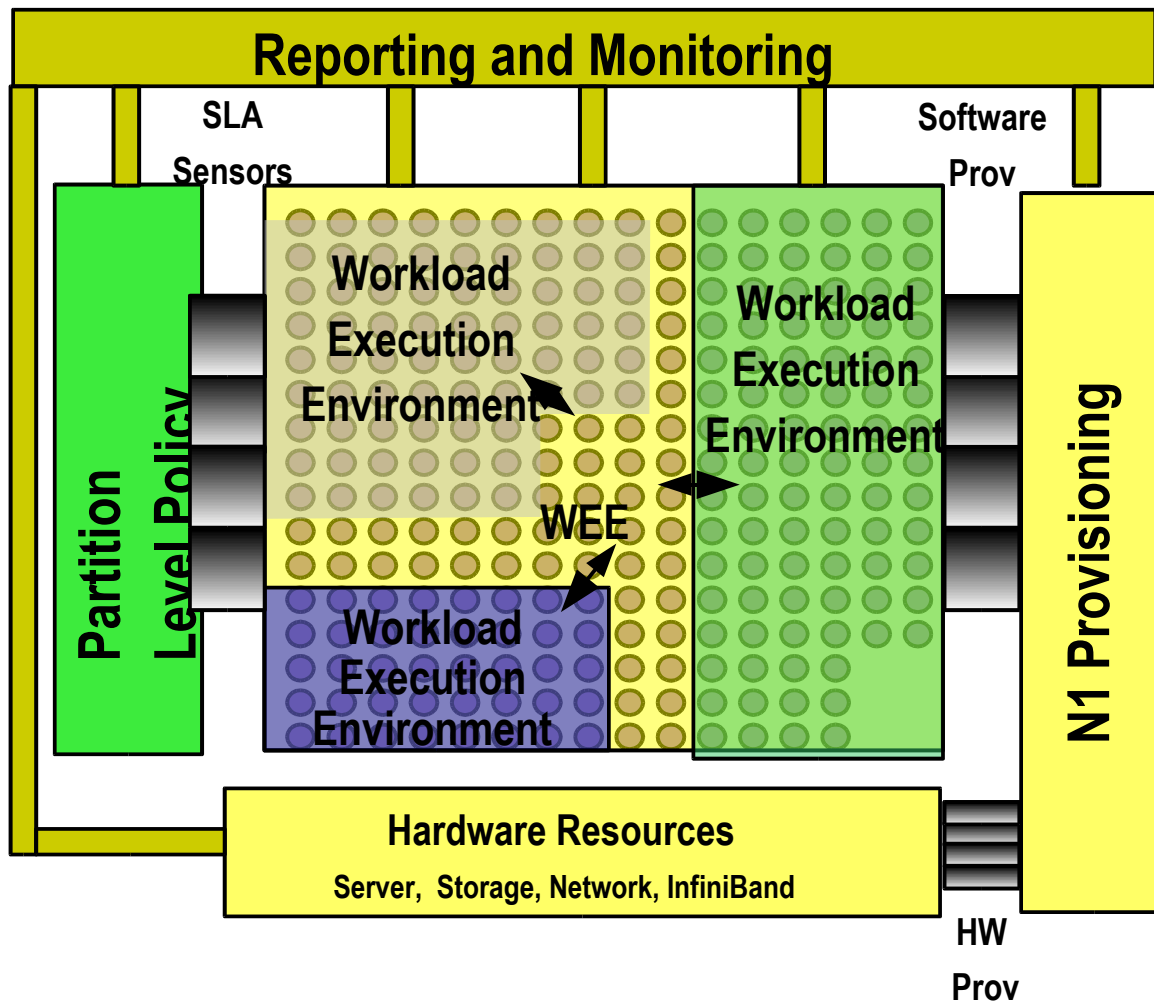 Reporting and Monitoring
SLA
Sensors
Software
Prov
Workload
Execution
Environment
Workload
Execution
Environment
Partition
Level Policy
WEE
Workload
Execution
Environment
N1 Provisioning
Hardware Resources
Server, Storage, Network, InfiniBand
HW
Prov